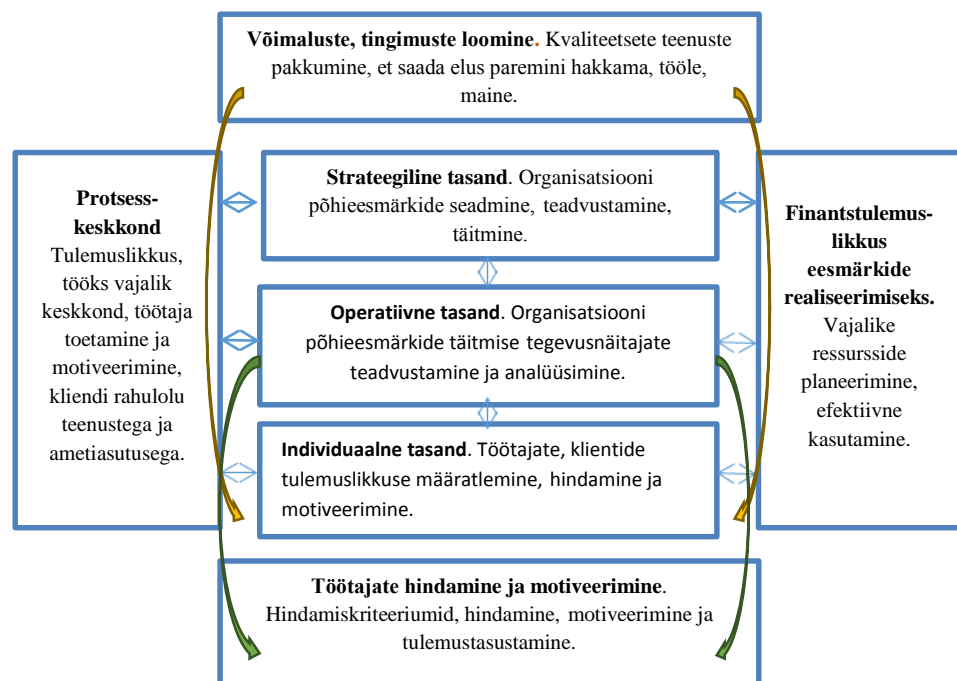 Võimaluste, tingimuste loomine. Kvaliteetsete teenuste
pakkumine, et saada elus paremini hakkama, tööle,
maine.
Protsess-
keskkond
Tulemuslikkus,
tööks vajalik
keskkond, töötaja
toetamine ja
motiveerimine,
kliendi rahulolu
teenustega ja
ametiasutusega.
Strateegiline tasand. Organisatsiooni
põhieesmärkide seadmine, teadvustamine,
täitmine.
Operatiivne tasand. Organisatsiooni
põhieesmärkide täitmise tegevusnäitajate
teadvustamine ja analüüsimine.
Individuaalne tasand. Töötajate, klientide
tulemuslikkuse määratlemine, hindamine ja
motiveerimine.
Finantstulemus-
likkus
eesmärkide
realiseerimiseks.
Vajalike
ressursside
planeerimine,
efektiivne
kasutamine.
Töötajate hindamine ja motiveerimine.
Hindamiskriteeriumid, hindamine, motiveerimine ja
tulemustasustamine.